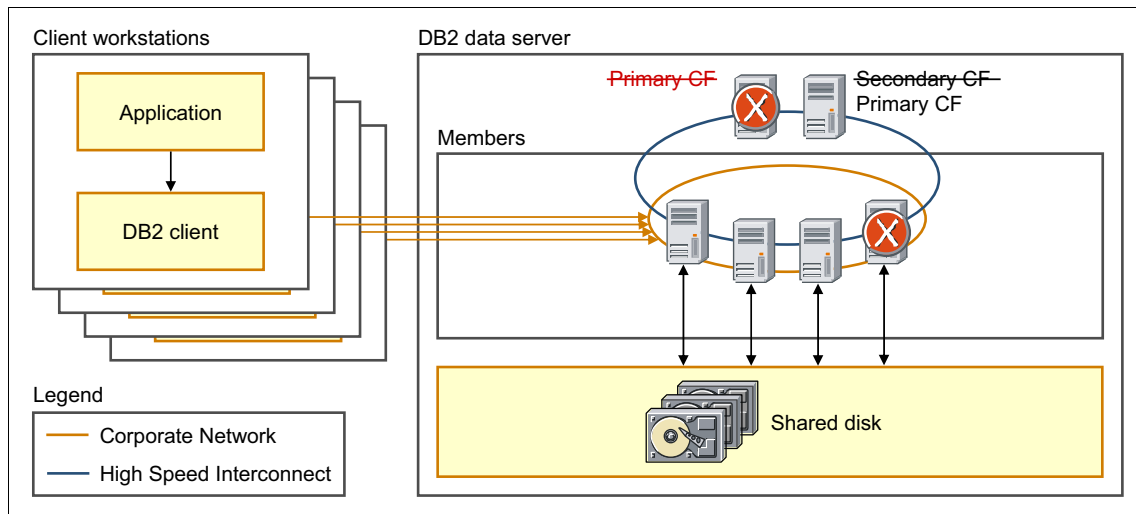 Client workstations
Application
DB2 client
Legend
Corporate Network
High Speed Interconnect
DB2 data server
Primary CF
Secondary CF
Primary CF
Members
X
X
Shared disk